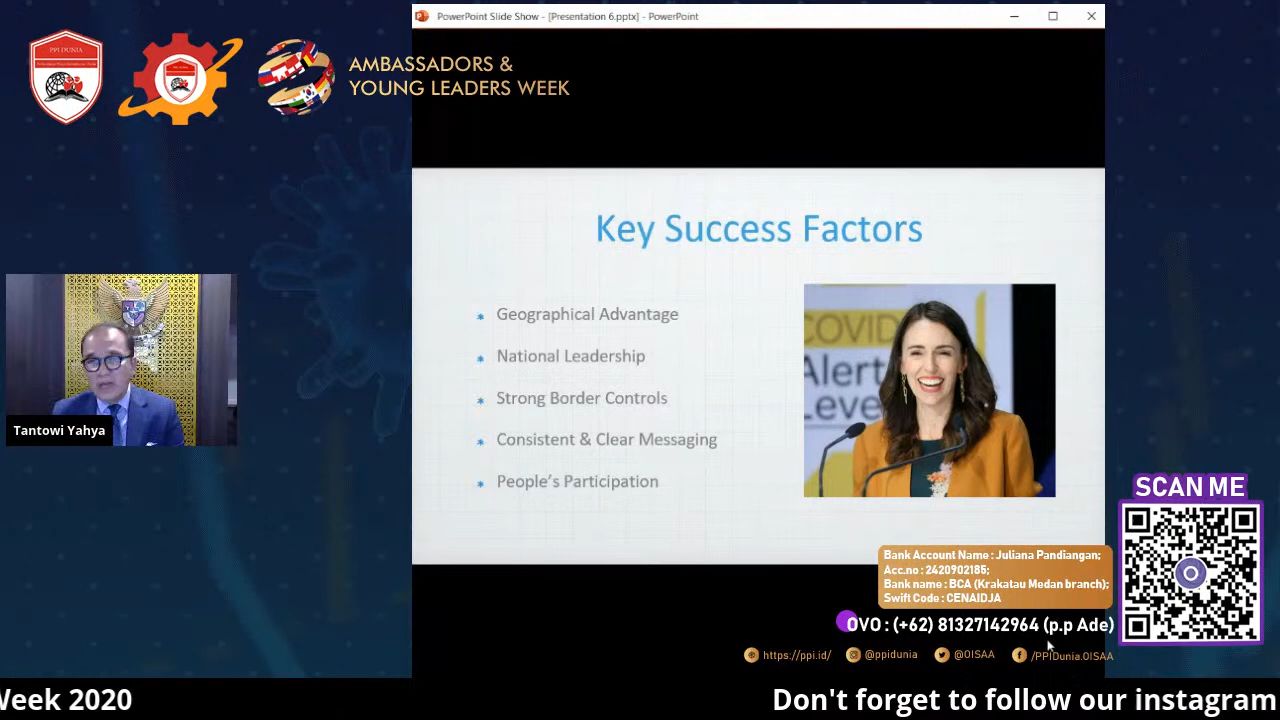 PowerPoint Slide Show - [Presentation 6.pptx] - PowerPoint
PPI DUNIA
AMBASSADORS &
YOUNG LEADERS WEEK
Key Success Factors
Geographical Advantage
National Leadership
Strong Border Controls
Consistent & Clear Messaging
People's Participation
COVID
Alert
Leve
Tantowi Yahya
SCAN ME
Bank Account Name : Juliana Pandiangan;
Acc.no : 2420902185;
Bank name : BCA (Krakatau Medan branch);
Swift Code : CENAIDJA
OVO : (+62) 81327142964 (p.p Ade)
https://ppi.id/
@ppidunia
@OISAA
/PPIDunia.OISAA
Week 2020
Don't forget to follow our instagram